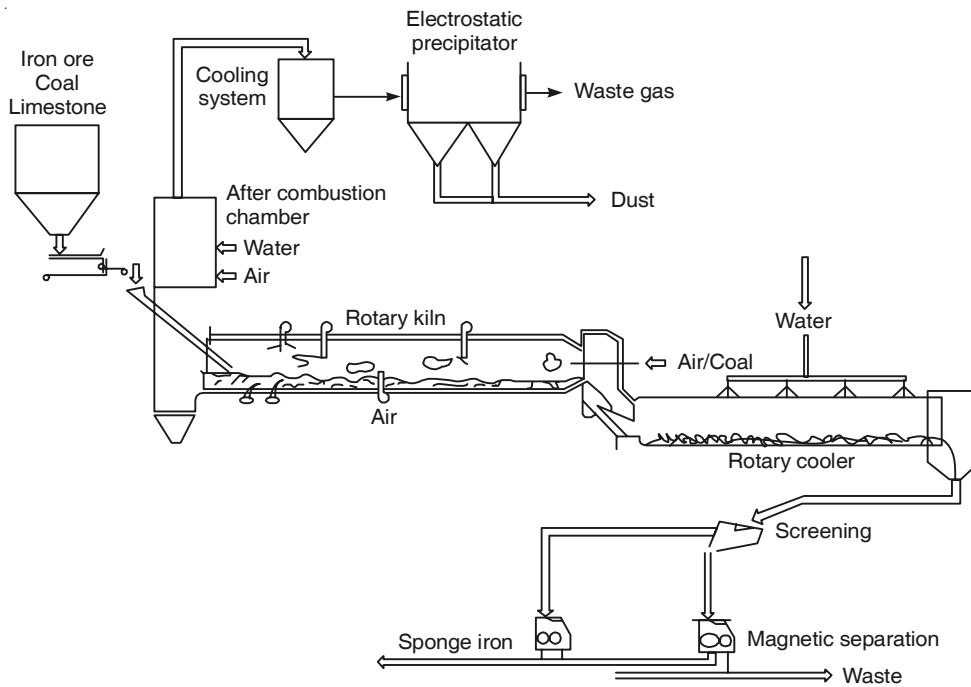 Iron ore
Coal
Limestone
Cooling
system
Electrostatic
precipitator
Waste gas
Dust
After combustion
chamber
Water
Air
Rotary kiln
Air
Air/Coal
Water
Rotary cooler
Screening
Sponge iron
Magnetic separation
Waste